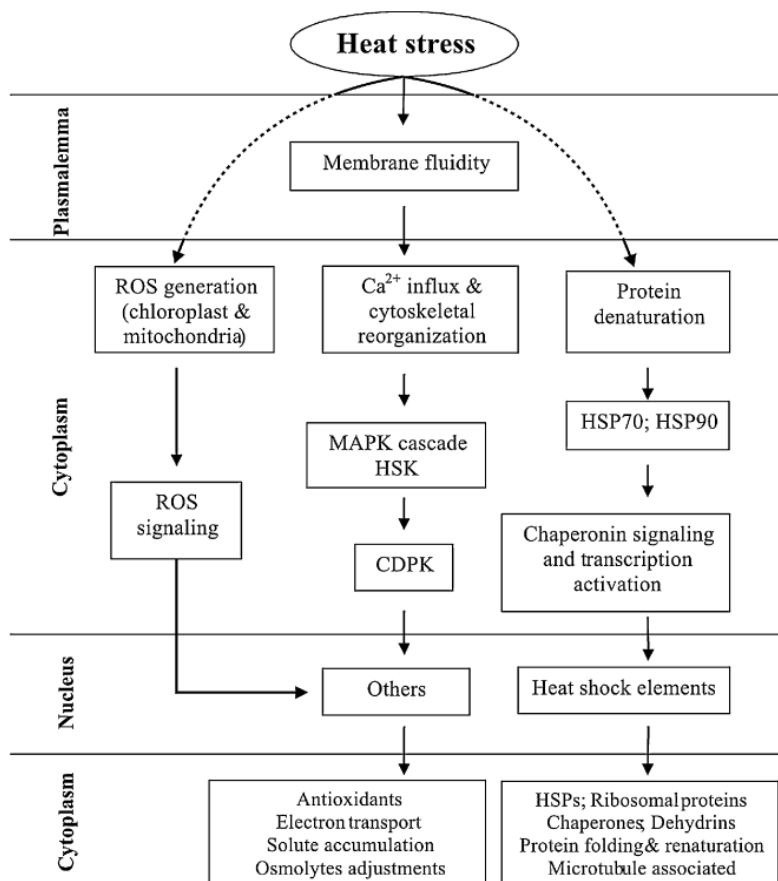 Heat stress
Plasmalemma
Membrane fluidity
Cytoplasm
ROS generation
(chloroplast &
mitochondria)
Ca²⁺ influx &
cytoskeletal
reorganization
Protein
denaturation
HSP70; HSP90
MAPK cascade
HSK
ROS
signaling
Chaperonin signaling
and transcription
activation
CDPK
Nucleus
Others
Heat shock elements
Cytoplasm
Antioxidants
Electron transport
Solute accumulation
Osmolytes adjustments
HSPs; Ribosomal proteins
Chaperones, Dehydrins
Protein folding & renaturation
Microtubule associated